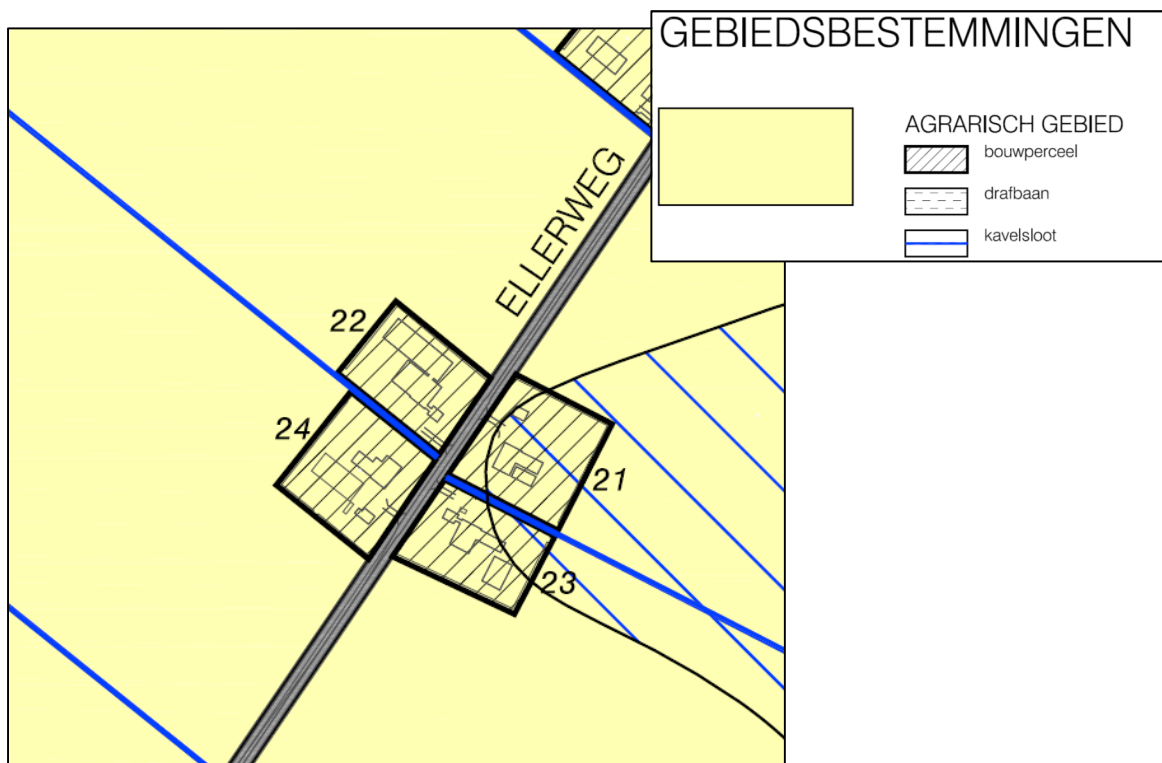 GEBIEDSBESTEMMINGEN
AGRARISCH GEBIED
bouwperceel
drafbaan
kavelsloot
ELLERWEG
22
24
21
23